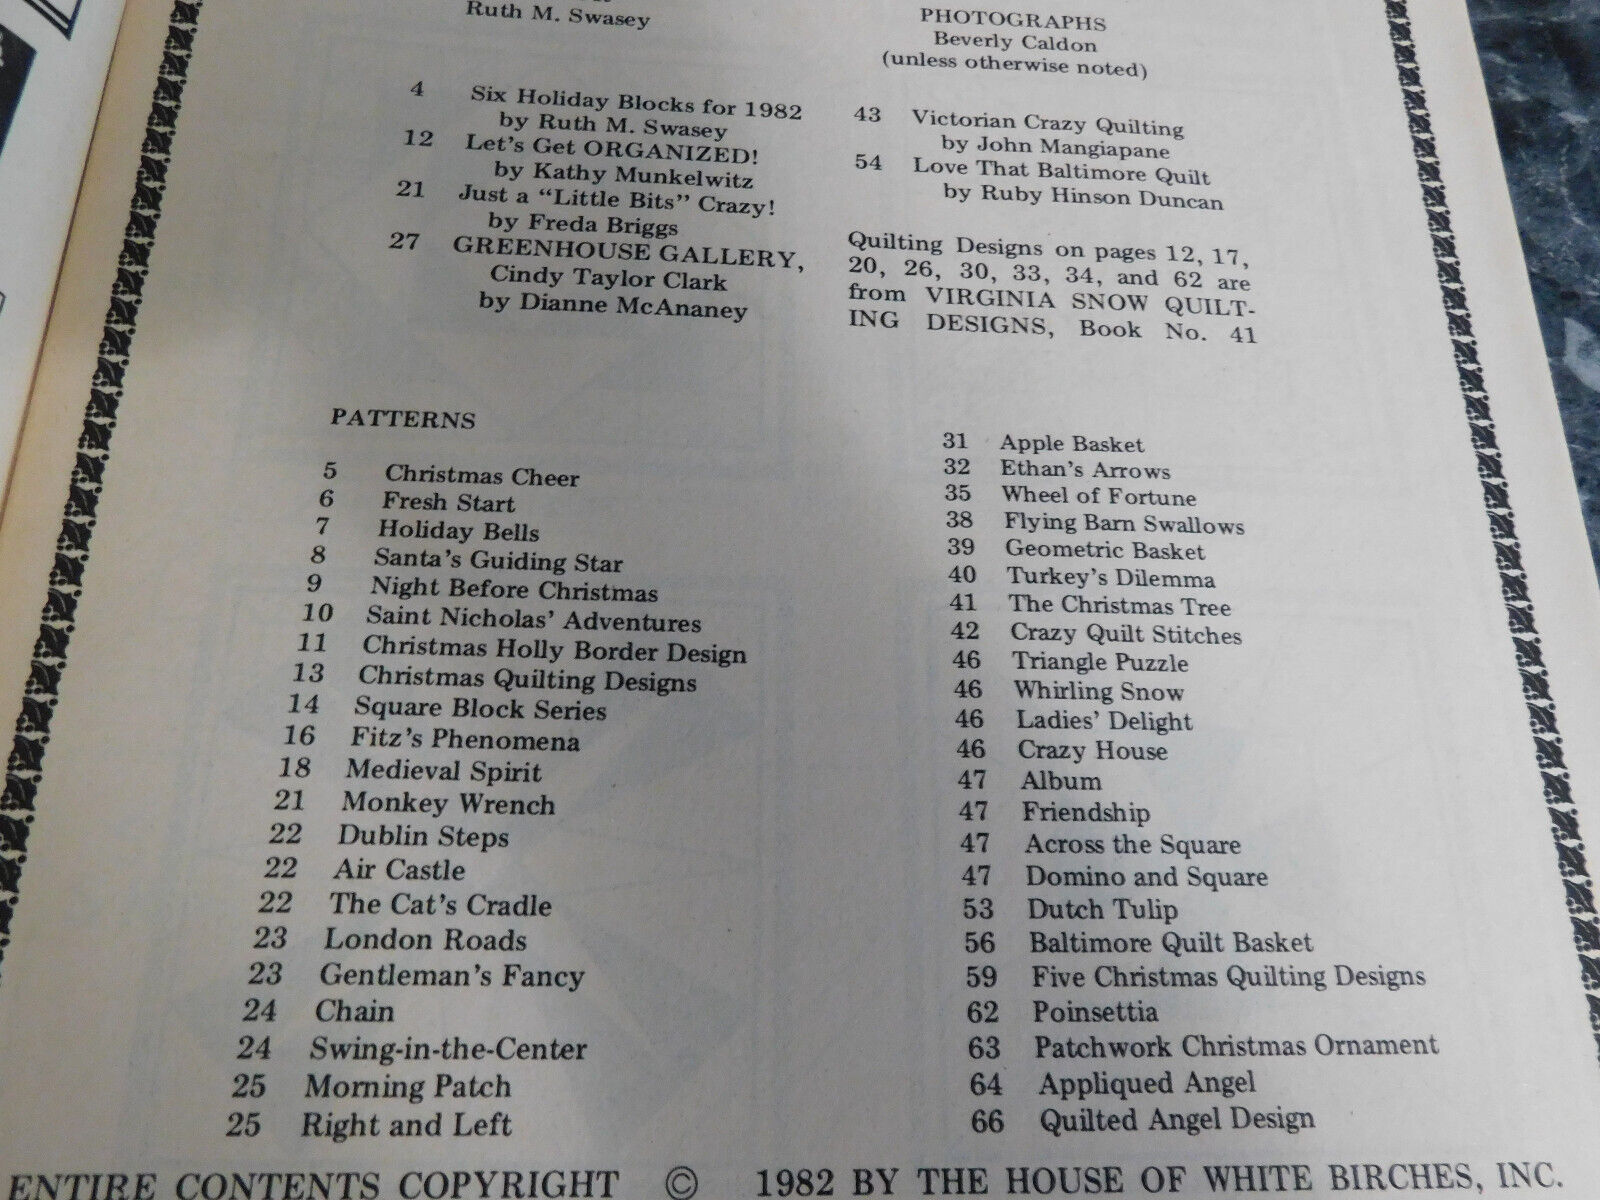 Ruth M. Swasey
PHOTOGRAPHS
Beverly Caldon
(unless otherwise noted)
4 Six Holiday Blocks for 1982
by Ruth M. Swasey
12 Let's Get ORGANIZED!
by Kathy Munkelwitz
21 Just a "Little Bits" Crazy!
by Freda Briggs
27 GREENHOUSE GALLERY,
Cindy Taylor Clark
by Dianne McAnaney
43 Victorian Crazy Quilting
by John Mangiapane
54 Love That Baltimore Quilt
by Ruby Hinson Duncan
Quilting Designs on pages 12, 17,
20, 26, 30, 33, 34, and 62 are
from VIRGINIA SNOW QUILT-
ING DESIGNS, Book No. 41
PATTERNS
5 Christmas Cheer
6 Fresh Start
7 Holiday Bells
8 Santa's Guiding Star
9 Night Before Christmas
10 Saint Nicholas' Adventures
11 Christmas Holly Border Design
13 Christmas Quilting Designs
14 Square Block Series
16 Fitz's Phenomena
18 Medieval Spirit
21 Monkey Wrench
22 Dublin Steps
22 Air Castle
22 The Cat's Cradle
23 London Roads
23 Gentleman's Fancy
24 Chain
24 Swing-in-the-Center
25 Morning Patch
25 Right and Left
31 Apple Basket
32 Ethan's Arrows
35 Wheel of Fortune
38 Flying Barn Swallows
39 Geometric Basket
40 Turkey's Dilemma
41 The Christmas Tree
42 Crazy Quilt Stitches
46 Triangle Puzzle
46 Whirling Snow
46 Ladies' Delight
46 Crazy House
47 Album
47 Friendship
47 Across the Square
47 Domino and Square
53 Dutch Tulip
56 Baltimore Quilt Basket
59 Five Christmas Quilting Designs
62 Poinsettia
63 Patchwork Christmas Ornament
64 Appliqued Angel
66 Quilted Angel Design
ENTIRE CONTENTS COPYRIGHT © 1982 BY THE HOUSE OF WHITE BIRCHES, INC.